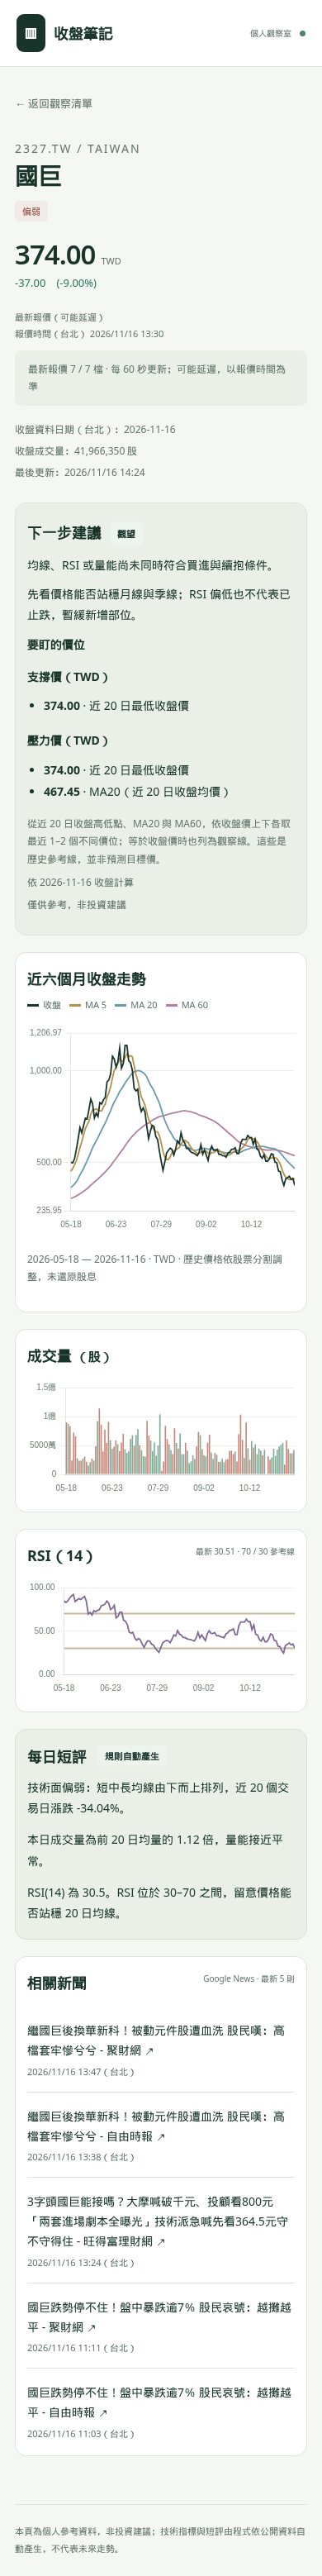 收盤筆記
個人觀察室
← 返回觀察清單
2327.TW / TAIWAN
國巨
偏弱
374.00 TWD
-37.00 (-9.00%)
最新報價（可能延遲）
報價時間（台北） 2026/11/16 13:30
最新報價 7 / 7 檔 · 每 60 秒更新；可能延遲，以報價時間為
準
收盤資料日期（台北）：2026-11-16
收盤成交量：41,966,350 股
最後更新：2026/11/16 14:24
下一步建議 觀望
均線、RSI 或量能尚未同時符合買進與續抱條件。
先看價格能否站穩月線與季線；RSI 偏低也不代表已
止跌，暫緩新增部位。
要盯的價位
支撐價（TWD）
• 374.00 · 近 20 日最低收盤價
壓力價（TWD）
• 374.00 · 近 20 日最低收盤價
• 467.45 · MA20（近 20 日收盤均價）
從近 20 日收盤高低點、MA20 與 MA60，依收盤價上下各取
最近 1–2 個不同價位；等於收盤價時也列為觀察線。這些是
歷史參考線，並非預測目標價。
依 2026-11-16 收盤計算
僅供參考，非投資建議
近六個月收盤走勢
收盤 MA 5 MA 20 MA 60
1,206.97
1,000.00
500.00
235.95
05-18 06-23 07-29 09-02 10-12
2026-05-18 — 2026-11-16 · TWD · 歷史價格依股票分割調
整，未還原股息
成交量（股）
1.5億
1億
5000萬
0
05-18 06-23 07-29 09-02 10-12
RSI（14） 最新 30.51 · 70 / 30 參考線
100.00
50.00
0.00
05-18 06-23 07-29 09-02 10-12
每日短評 規則自動產生
技術面偏弱：短中長均線由下而上排列，近 20 個交
易日漲跌 -34.04%。
本日成交量為前 20 日均量的 1.12 倍，量能接近平
常。
RSI(14) 為 30.5。RSI 位於 30–70 之間，留意價格能
否站穩 20 日均線。
相關新聞 Google News · 最新 5 則
繼國巨後換華新科！被動元件股遭血洗 股民嘆：高
檔套牢慘兮兮 - 聚財網 ↗
2026/11/16 13:47（台北）
繼國巨後換華新科！被動元件股遭血洗 股民嘆：高
檔套牢慘兮兮 - 自由時報 ↗
2026/11/16 13:38（台北）
3字頭國巨能接嗎？大摩喊破千元、投顧看800元
「兩套進場劇本全曝光」技術派急喊先看364.5元守
不守得住 - 旺得富理財網 ↗
2026/11/16 13:24（台北）
國巨跌勢停不住！盤中暴跌逾7% 股民哀號：越攤越
平 - 聚財網 ↗
2026/11/16 11:11（台北）
國巨跌勢停不住！盤中暴跌逾7% 股民哀號：越攤越
平 - 自由時報 ↗
2026/11/16 11:03（台北）
本頁為個人參考資料，非投資建議；技術指標與短評由程式依公開資料自
動產生，不代表未來走勢。